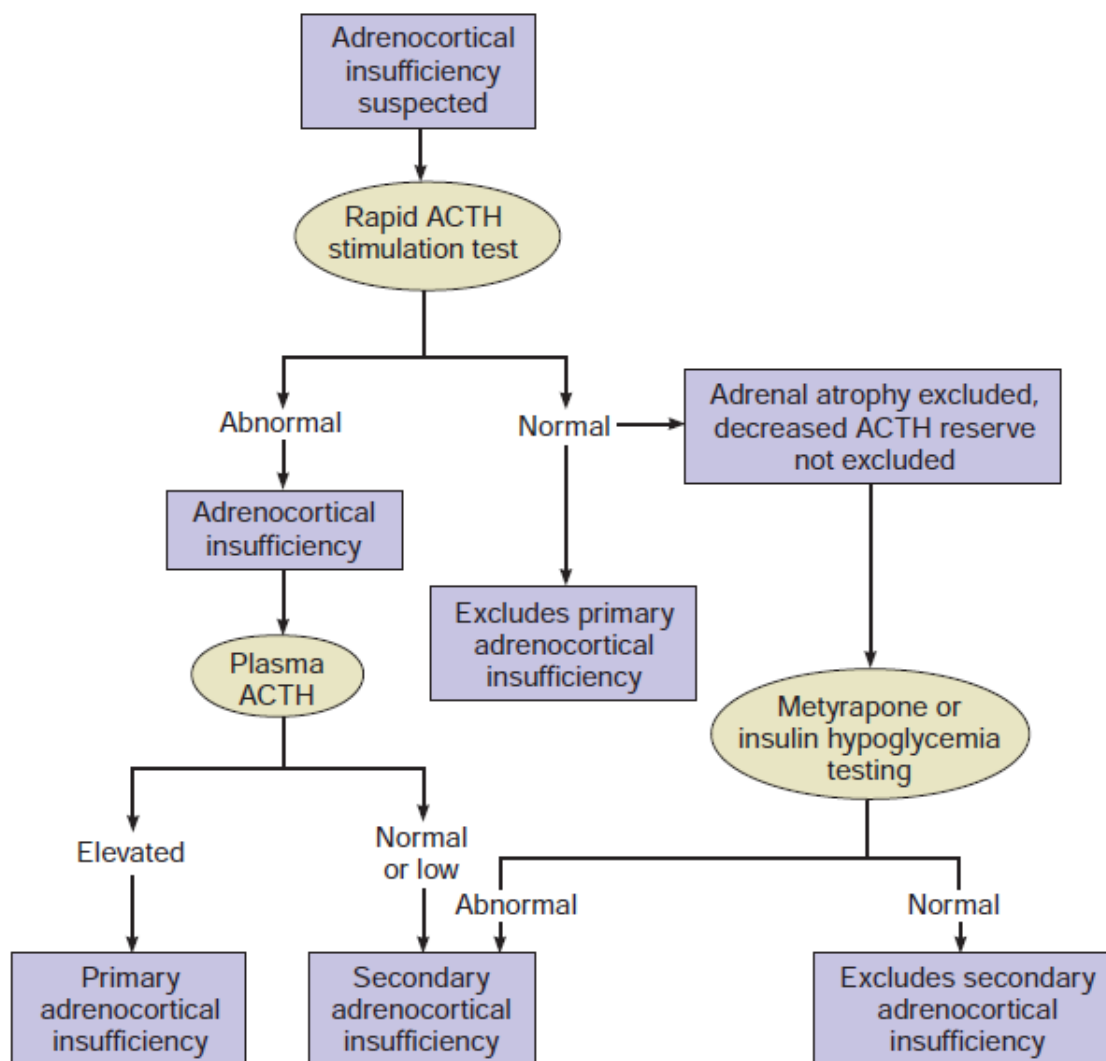 Adrenocortical
insufficiency
suspected
Rapid ACTH
stimulation test
Abnormal
Normal
Adrenal atrophy excluded,
decreased ACTH reserve
not excluded
Adrenocortical
insufficiency
Excludes primary
adrenocortical
insufficiency
Plasma
ACTH
Metyrapone or
insulin hypoglycemia
testing
Elevated
Normal
or low
Abnormal
Normal
Primary
adrenocortical
insufficiency
Secondary
adrenocortical
insufficiency
Excludes secondary
adrenocortical
insufficiency